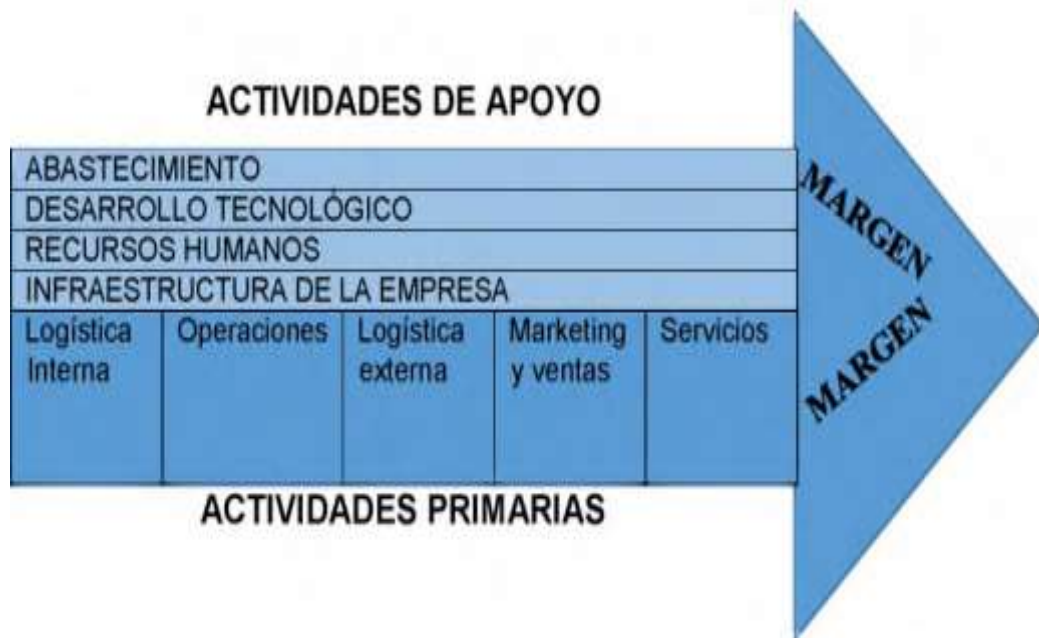 ACTIVIDADES DE APOYO
ABASTECIMIENTO
DESARROLLO TECNOLÓGICO
RECURSOS HUMANOS
INFRAESTRUCTURA DE LA EMPRESA
Logística
Interna
Operaciones
Logística
externa
Marketing
y ventas
Servicios
MARGEN
MARGEN
ACTIVIDADES PRIMARIAS